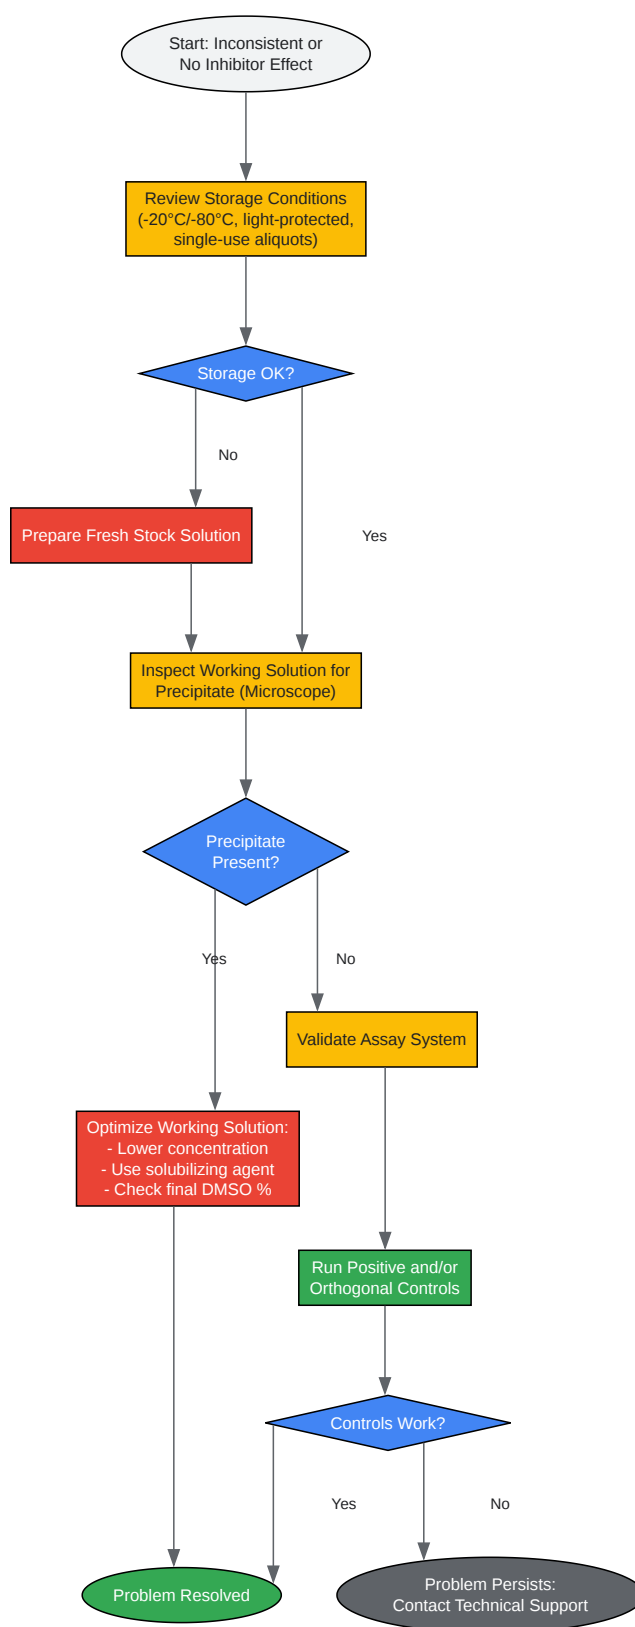 Start: Inconsistent or
No Inhibitor Effect
Review Storage Conditions
(-20°C/-80°C, light-protected,
single-use aliquots)
Storage OK?
No
Prepare Fresh Stock Solution
Yes
Inspect Working Solution for
Precipitate (Microscope)
Precipitate
Present?
Yes
No
Validate Assay System
Optimize Working Solution:
- Lower concentration
- Use solubilizing agent
- Check final DMSO %
Run Positive and/or
Orthogonal Controls
Controls Work?
Yes
No
Problem Resolved
Problem Persists:
Contact Technical Support